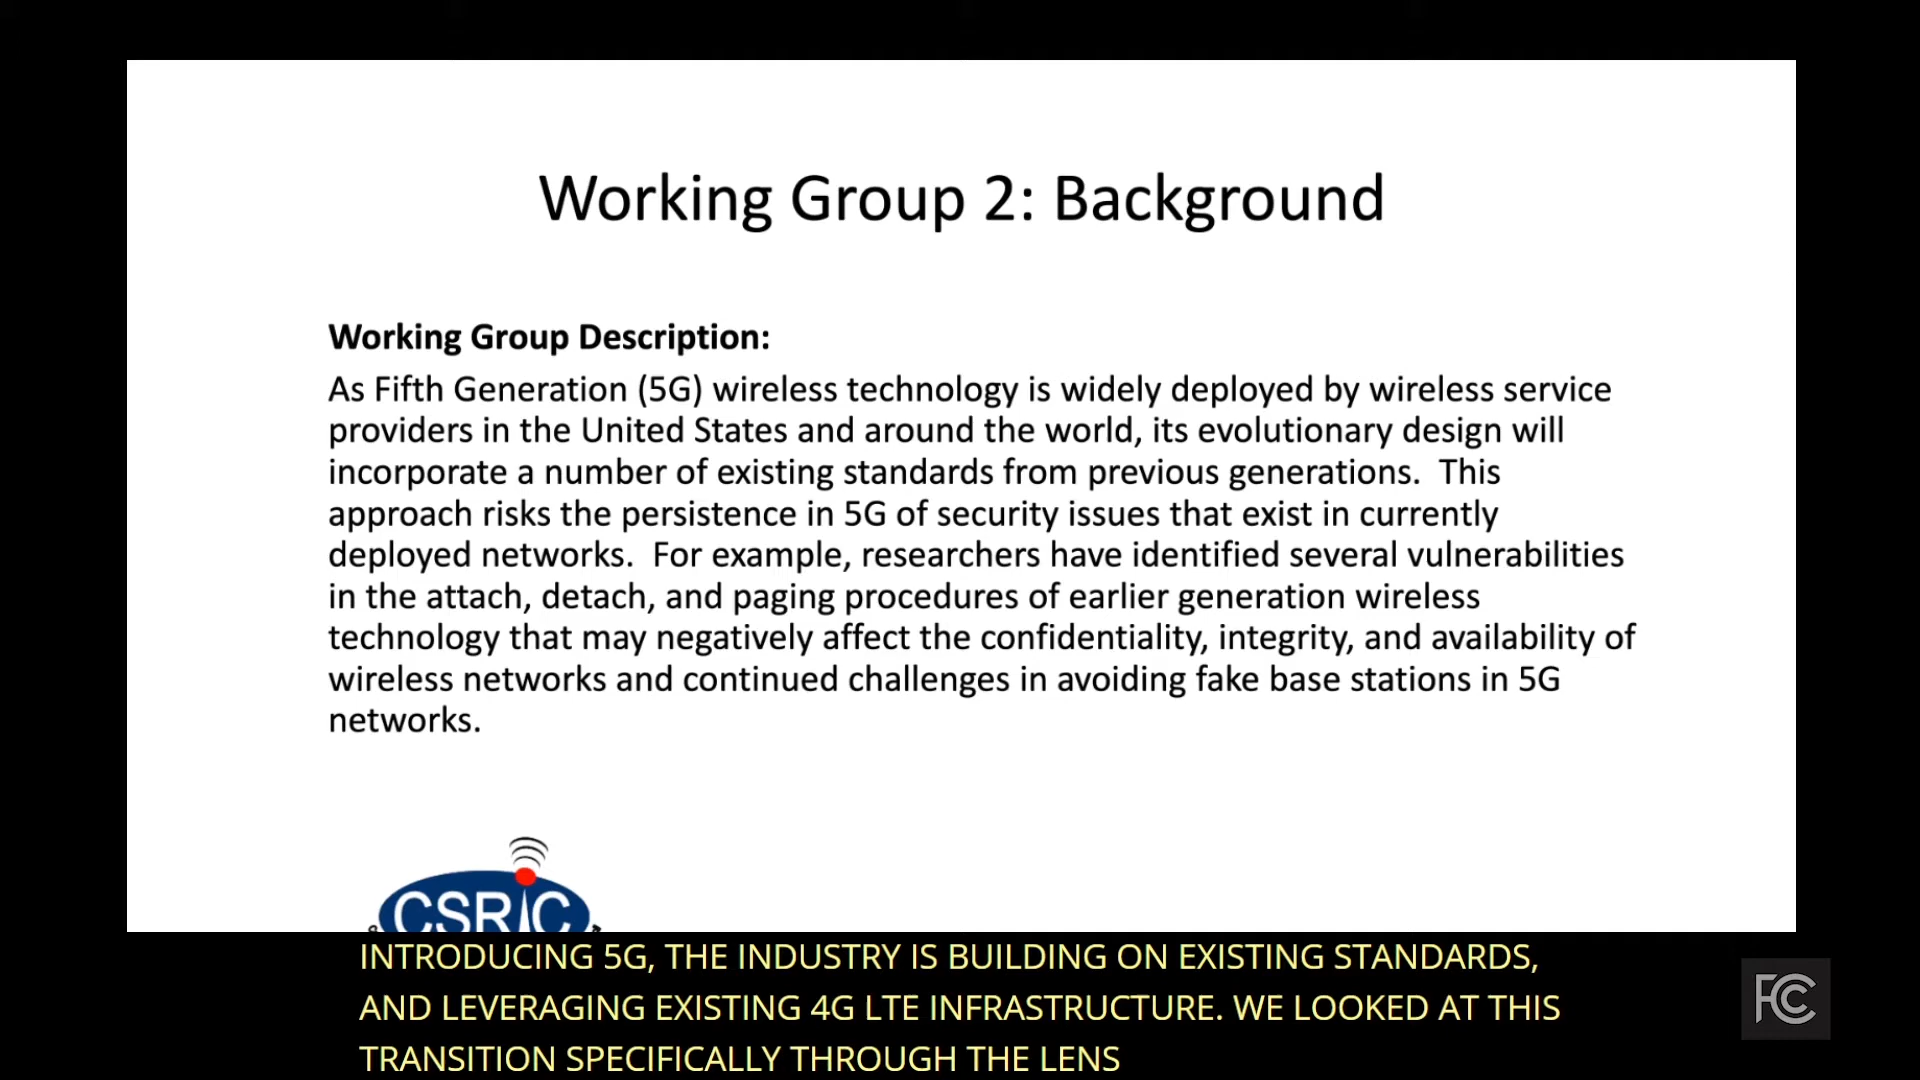 Working Group 2: Background
Working Group Description:
As Fifth Generation (5G) wireless technology is widely deployed by wireless service
providers in the United States and around the world, its evolutionary design will
incorporate a number of existing standards from previous generations.  This
approach risks the persistence in 5G of security issues that exist in currently
deployed networks.  For example, researchers have identified several vulnerabilities
in the attach, detach, and paging procedures of earlier generation wireless
technology that may negatively affect the confidentiality, integrity, and availability of
wireless networks and continued challenges in avoiding fake base stations in 5G
networks.
CSRIC
INTRODUCING 5G, THE INDUSTRY IS BUILDING ON EXISTING STANDARDS,
AND LEVERAGING EXISTING 4G LTE INFRASTRUCTURE. WE LOOKED AT THIS
TRANSITION SPECIFICALLY THROUGH THE LENS
FCC